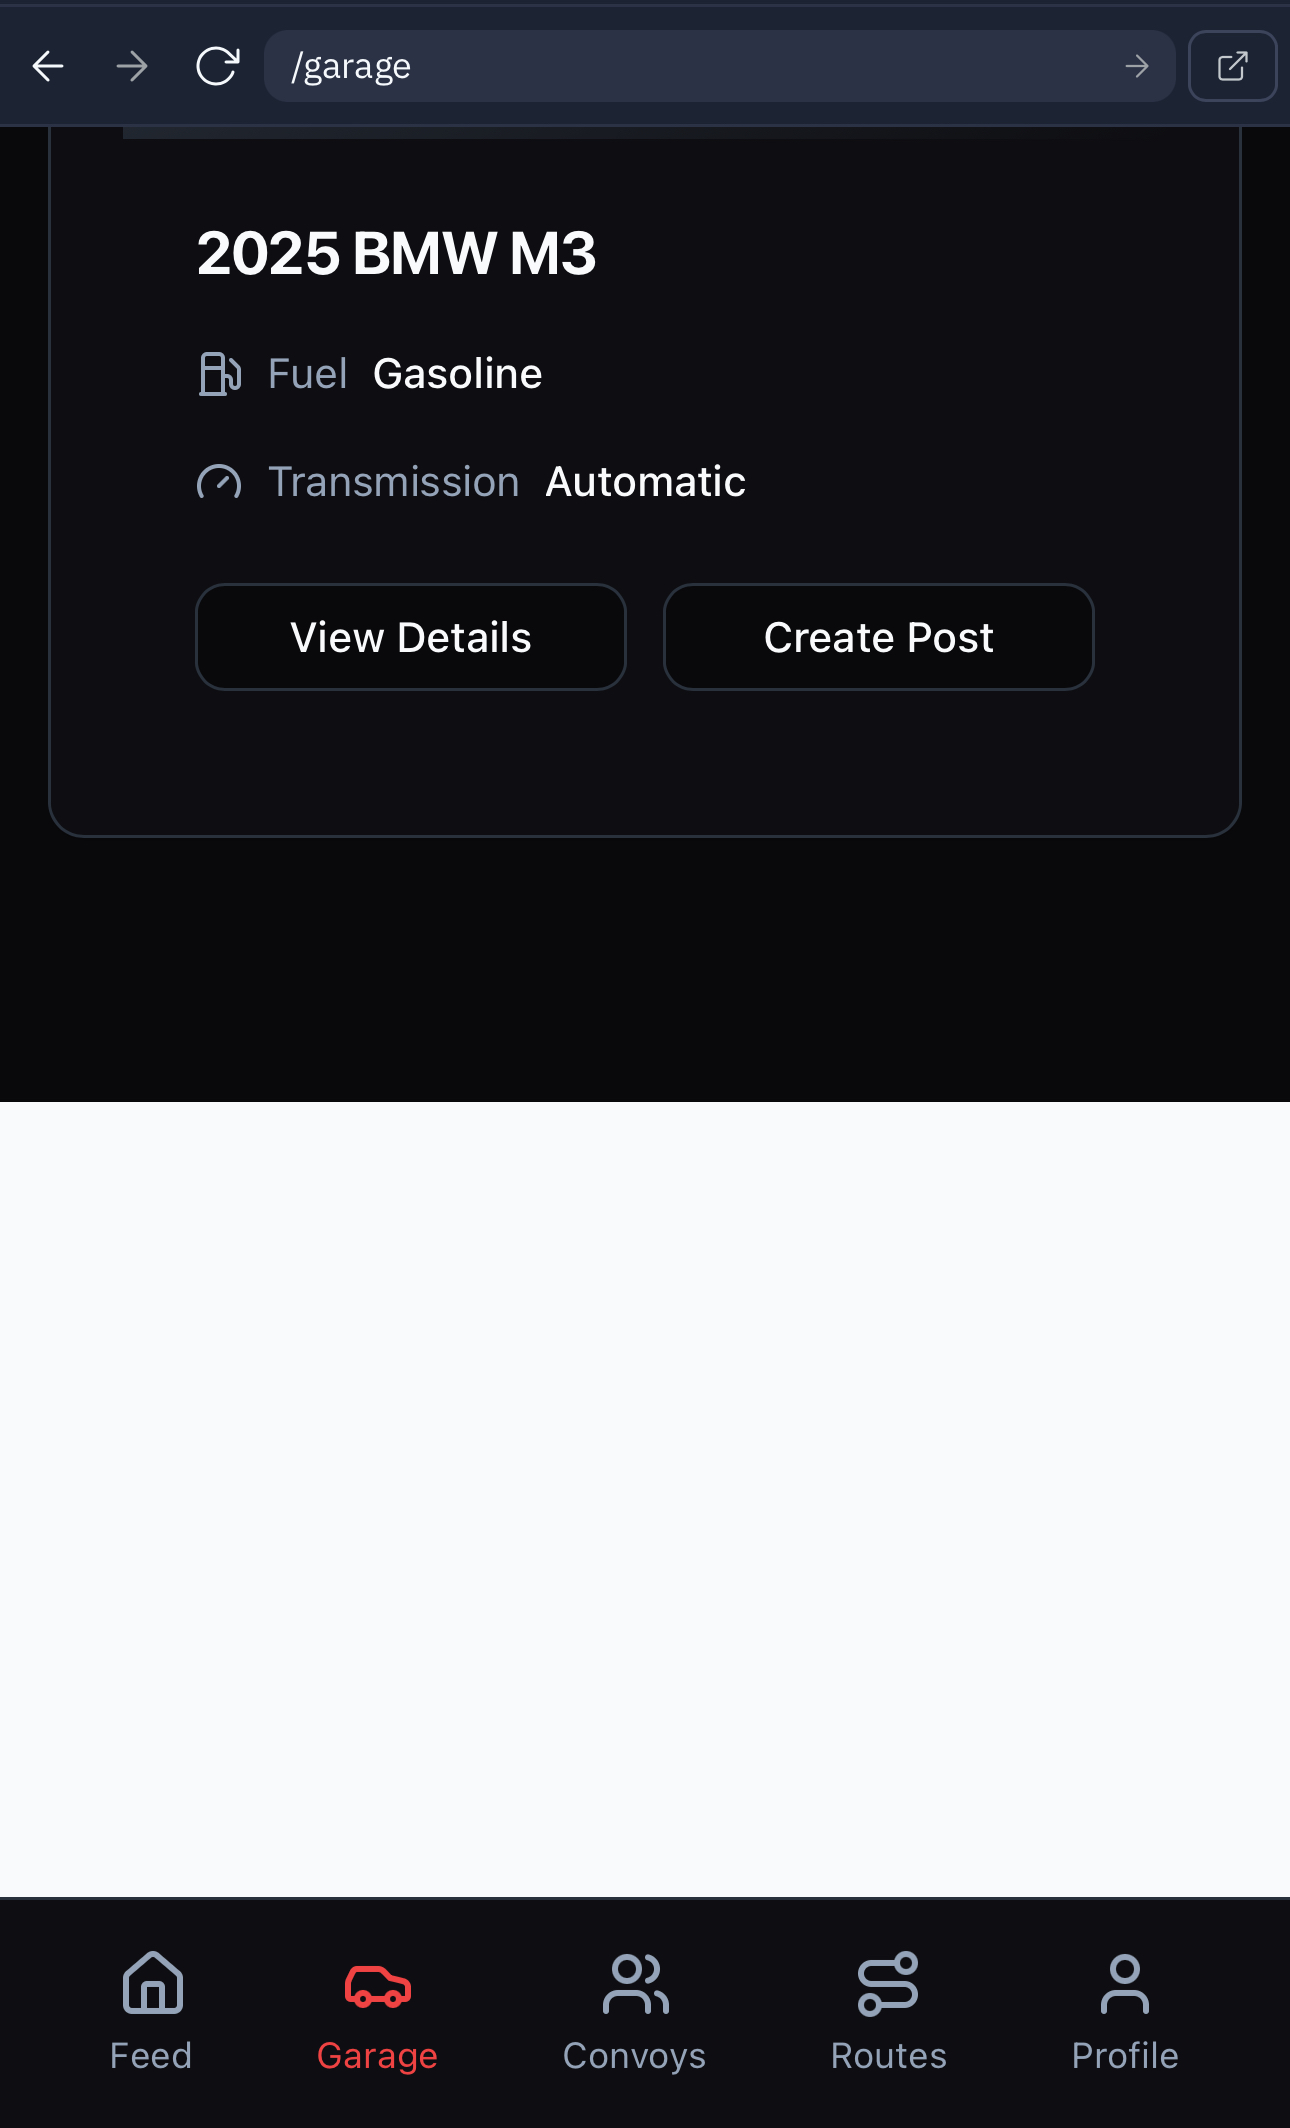 /garage
2025 BMW M3
Fuel Gasoline
Transmission Automatic
View Details Create Post
Feed Garage Convoys Routes Profile